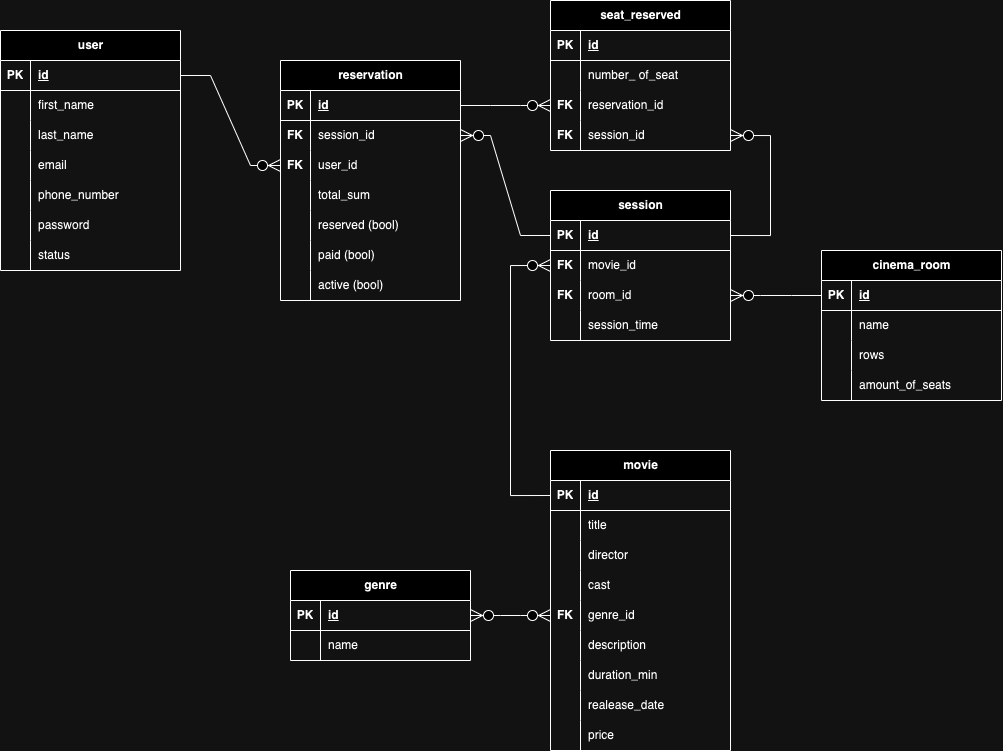 user
PK id
first_name
last_name
email
phone_number
password
status
reservation
PK id
FK session_id
FK user_id
total_sum
reserved (bool)
paid (bool)
active (bool)
seat_reserved
PK id
number_ of_seat
FK reservation_id
FK session_id
session
PK id
FK movie_id
FK room_id
session_time
cinema_room
PK id
name
rows
amount_of_seats
movie
PK id
title
director
cast
FK genre_id
description
duration_min
realease_date
price
genre
PK id
name